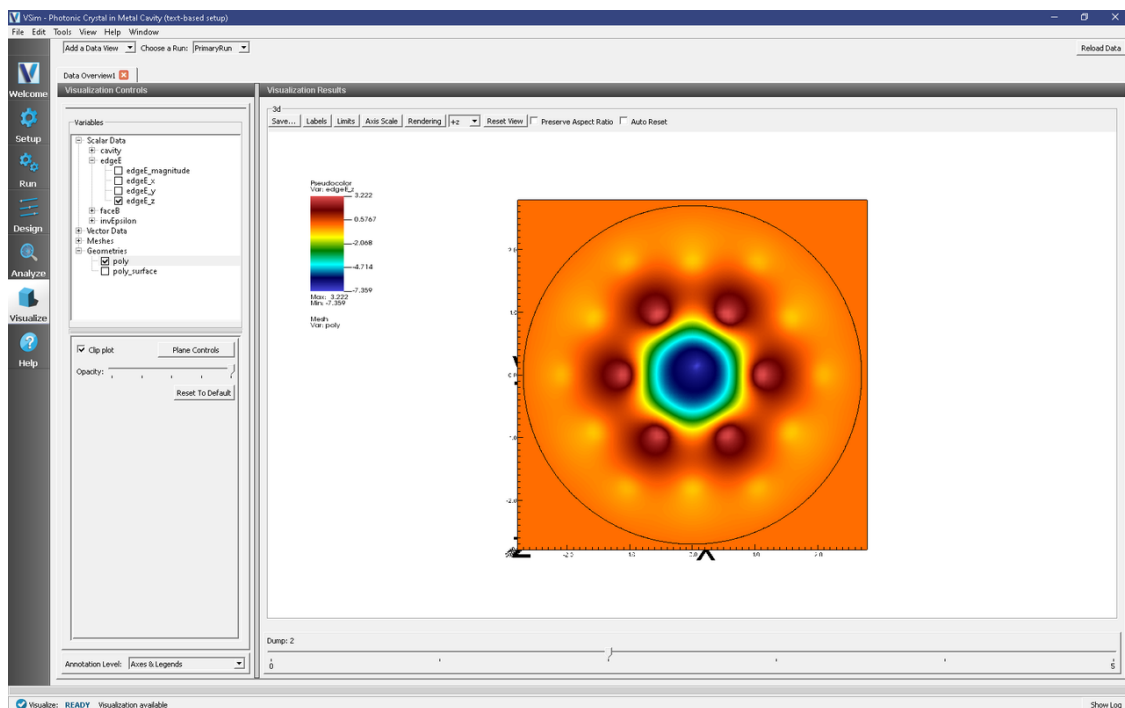 VSim - Photonic Crystal in Metal Cavity (text-based setup)
File Edit Tools View Help Window
Add a Data View Choose a Run: PrimaryRun Reload Data
Data Overview1
Welcome
Setup
Run
Design
Analyze
Visualize
Help
Visualization Controls
Variables
Scalar Data
cavity
edgeE
edgeE_magnitude
edgeE_x
edgeE_y
edgeE_z
faceB
invEpsilon
Vector Data
Meshes
Geometries
poly
poly_surface
Clip plot Plane Controls
Opacity:
Reset To Default
Annotation Level: Axes & Legends
Visualization Results
3d
Save... Labels Limits Axis Scale Rendering +z Reset View Preserve Aspect Ratio Auto Reset
Pseudocolor
Var: edgeE_z
3.222
0.5767
-2.068
-4.714
-7.359
Max: 3.222
Min: -7.359
Mesh
Var: poly
1.0
-2.0
X
Dump: 2
0 5
Visualize: READY Visualization available Show Log